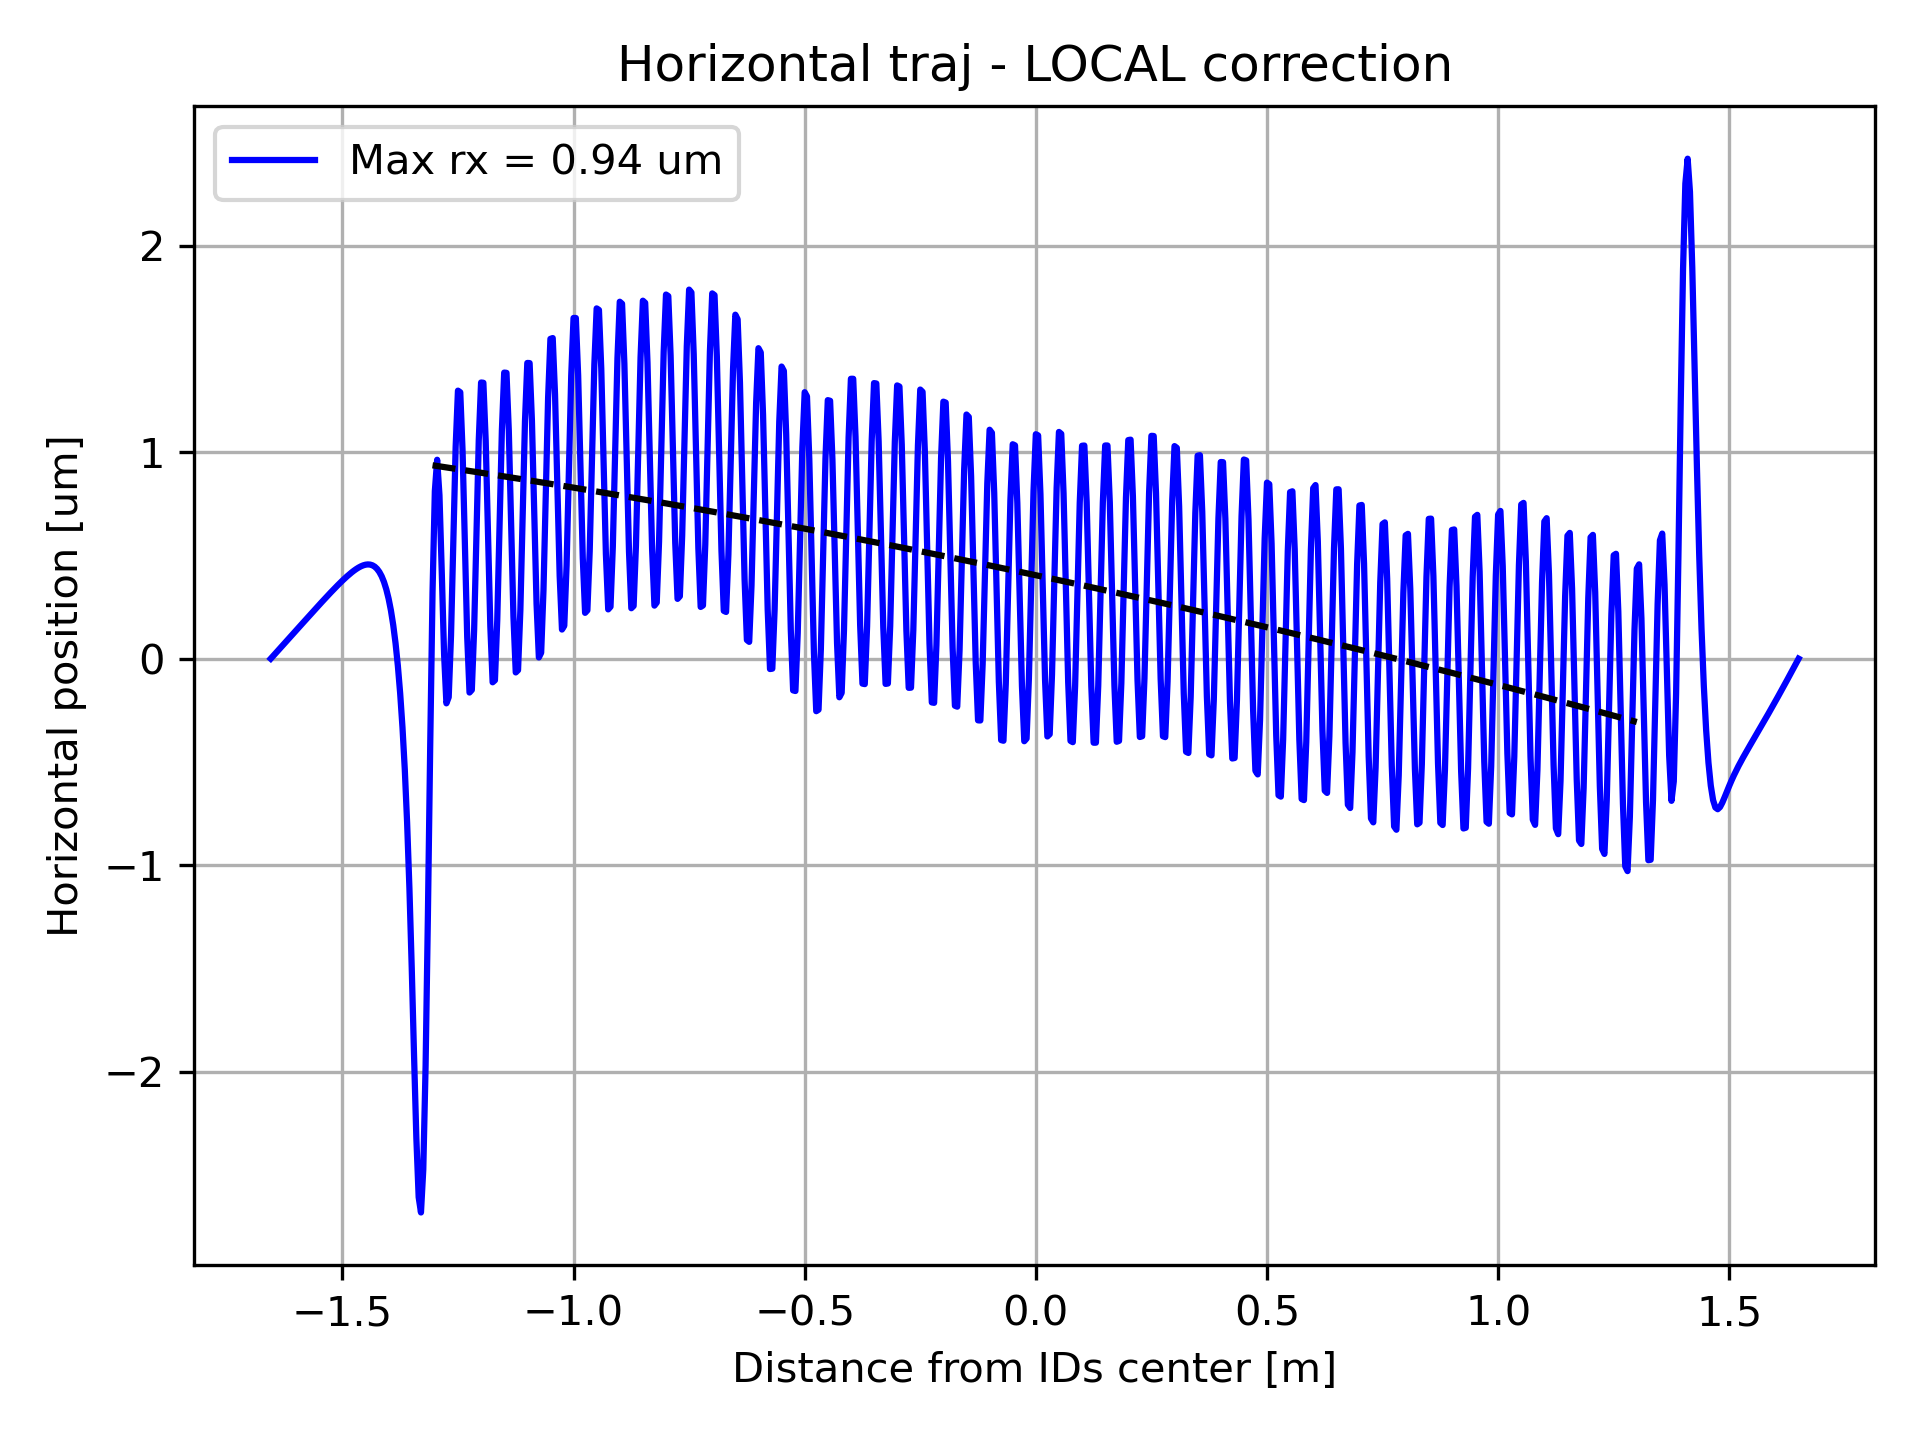 Horizontal traj - LOCAL correction
Max rx = 0.94 um
Horizontal position [um]
2
1
0
−1
−2
−1.5 −1.0 −0.5 0.0 0.5 1.0 1.5
Distance from IDs center [m]